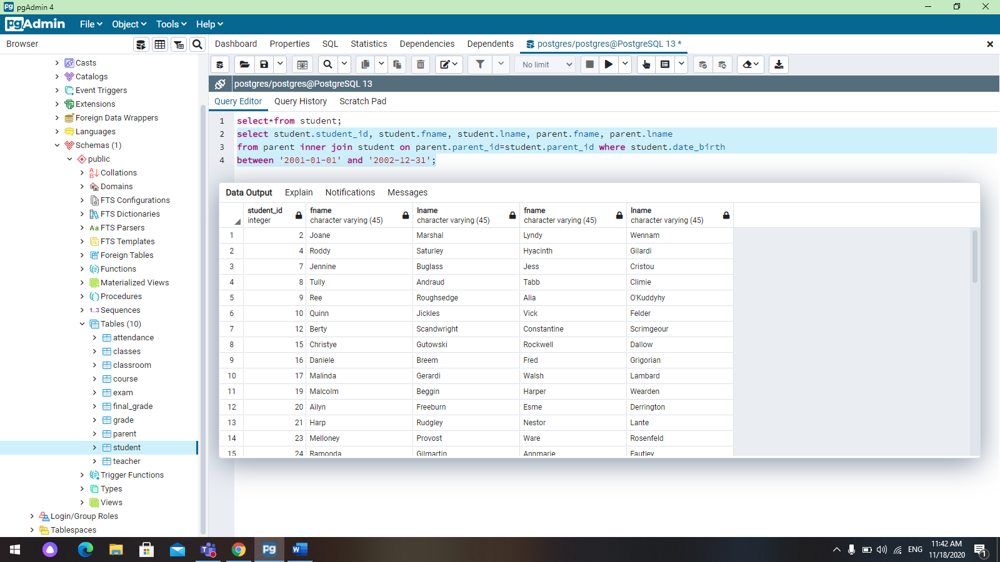 pgAdmin 4
pgAdmin File Object Tools Help
Browser
Dashboard Properties SQL Statistics Dependencies Dependents postgres/postgres@PostgreSQL 13 *
No limit
postgres/postgres@PostgreSQL 13
Query Editor Query History Scratch Pad
1 select*from student;
2 select student.student_id, student.fname, student.lname, parent.fname, parent.lname
3 from parent inner join student on parent.parent_id=student.parent_id where student.date_birth
4 between '2001-01-01' and '2002-12-31';
Casts
Catalogs
Event Triggers
Extensions
Foreign Data Wrappers
Languages
Schemas (1)
public
Collations
Domains
FTS Configurations
FTS Dictionaries
Aa FTS Parsers
FTS Templates
Foreign Tables
Functions
Materialized Views
Procedures
1..3 Sequences
Tables (10)
attendance
classes
classroom
course
exam
final_grade
grade
parent
student
teacher
Trigger Functions
Types
Views
Login/Group Roles
Tablespaces
Data Output Explain Notifications Messages
student_id fname lname fname lname
integer character varying (45) character varying (45) character varying (45) character varying (45)
1 2 Joane Marshal Lyndy Wennam
2 4 Roddy Saturley Hyacinth Gilardi
3 7 Jennine Buglass Jess Cristou
4 8 Tully Andraud Tabb Climie
5 9 Ree Roughsedge Alia O'Kuddyhy
6 10 Quinn Jickles Vick Felder
7 12 Berty Scandwright Constantine Scrimgeour
8 15 Christye Gutowski Rockwell Dallow
9 16 Daniele Breem Fred Grigorian
10 17 Malinda Gerardi Walsh Lambard
11 19 Malcolm Beggin Harper Wearden
12 20 Ailyn Freeburn Esme Derrington
13 21 Harp Rudgley Nestor Lante
14 23 Melloney Provost Ware Rosenfeld
15 24 Ramonda Gilmartin Annmarie Fautley
ENG 11:42 AM
11/18/2020
1